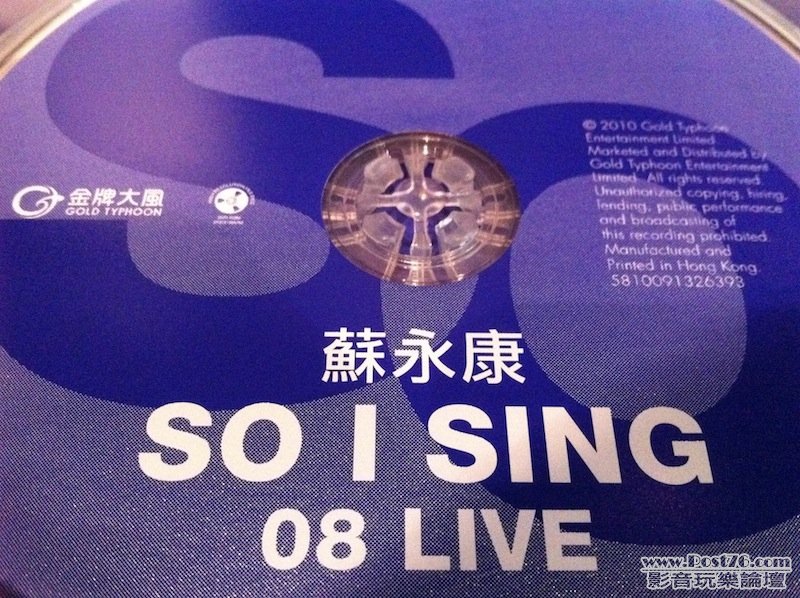 So
© 2010 Gold Typhoon
Entertainment Limited.
Marketed and Distributed by
Gold Typhoon Entertainment
Limited. All rights reserved.
Unauthorized copying, hiring,
lending, public performance
and broadcasting of
this recording prohibited.
Manufactured and
Printed in Hong Kong.
5810091326393
金牌大風
GOLD TYPHOON
蘇永康
SO I SING
08 LIVE
www.Post76.com
影音玩樂論壇